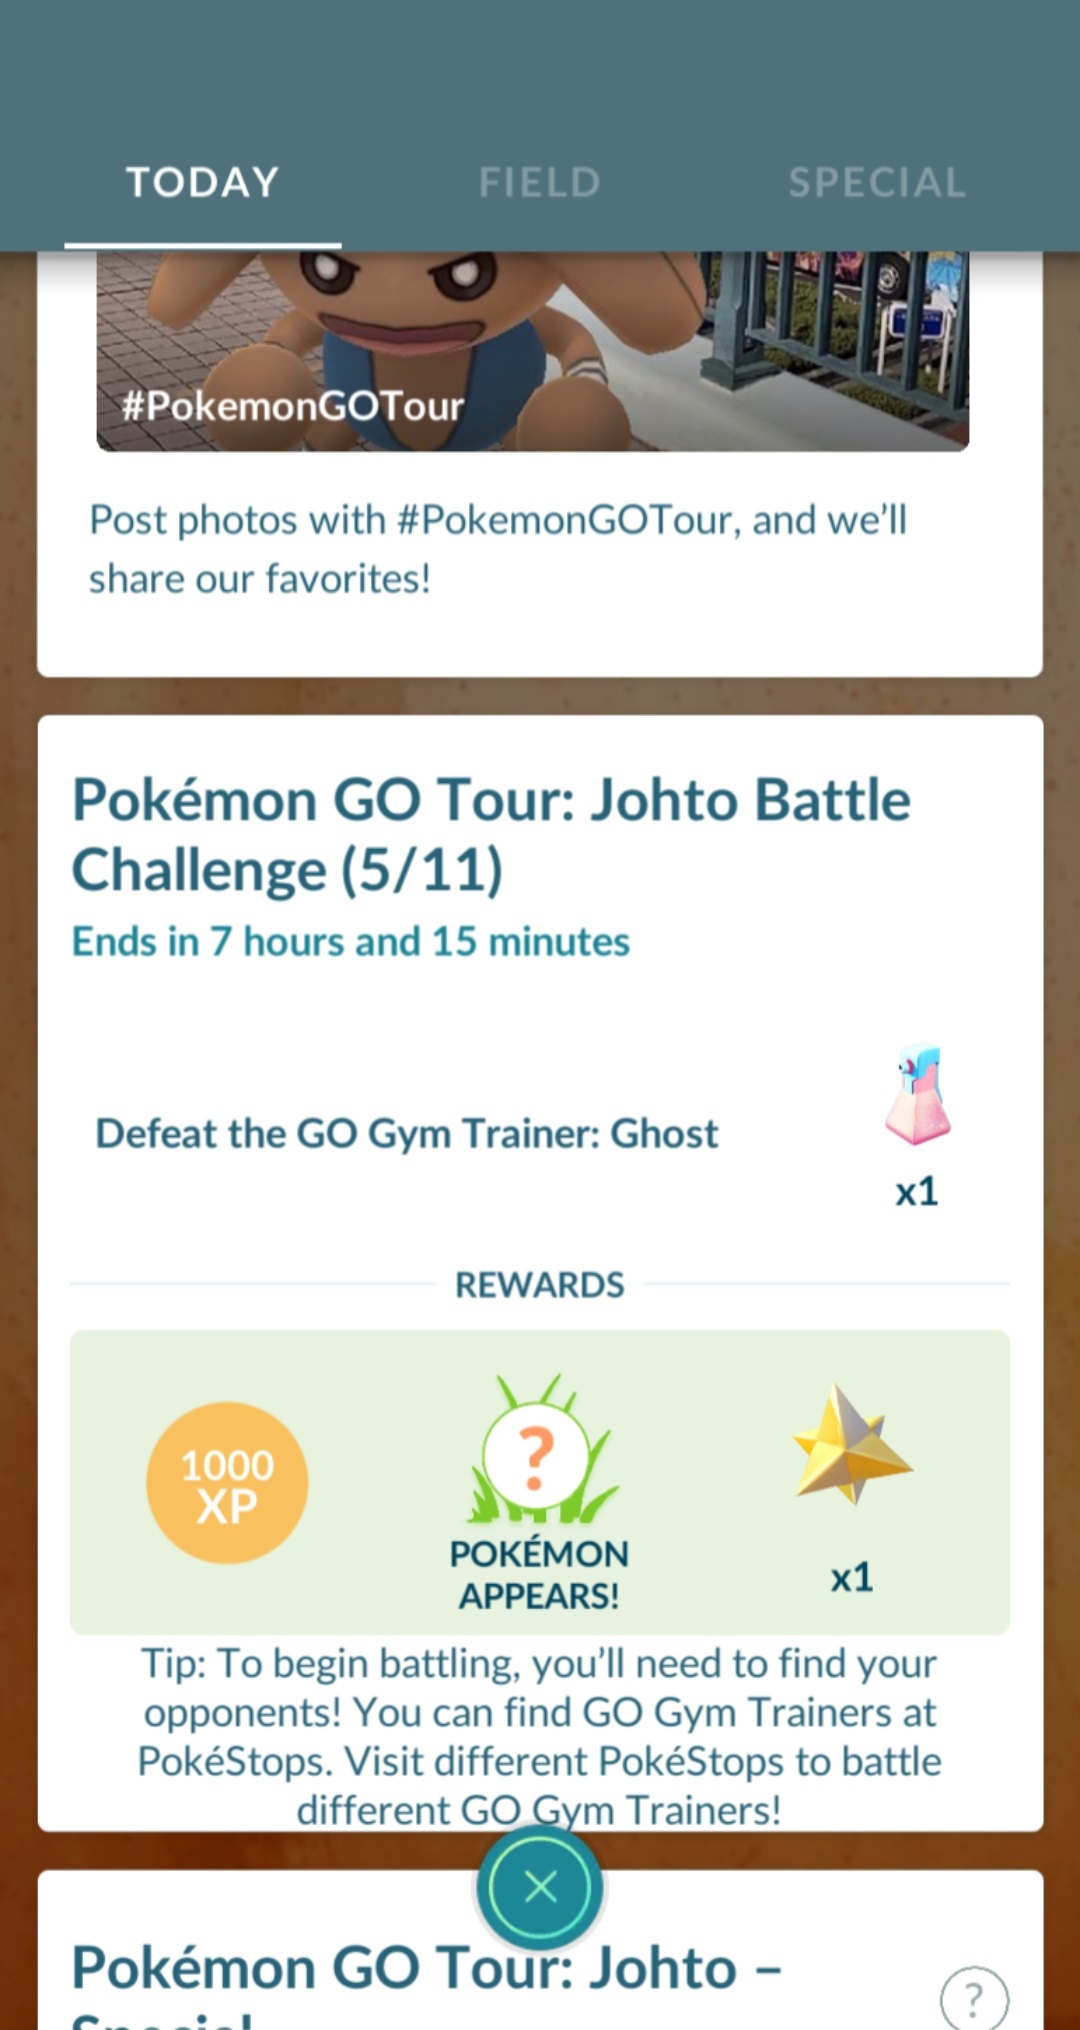 TODAY
FIELD
SPECIAL
#PokemonGOTour
Post photos with #PokemonGOTour, and we’ll
share our favorites!
Pokémon GO Tour: Johto Battle
Challenge (5/11)
Ends in 7 hours and 15 minutes
Defeat the GO Gym Trainer: Ghost
x1
REWARDS
1000
XP
?
POKÉMON
APPEARS!
x1
Tip: To begin battling, you’ll need to find your
opponents! You can find GO Gym Trainers at
PokéStops. Visit different PokéStops to battle
different GO Gym Trainers!
Pokémon GO Tour: Johto –
?